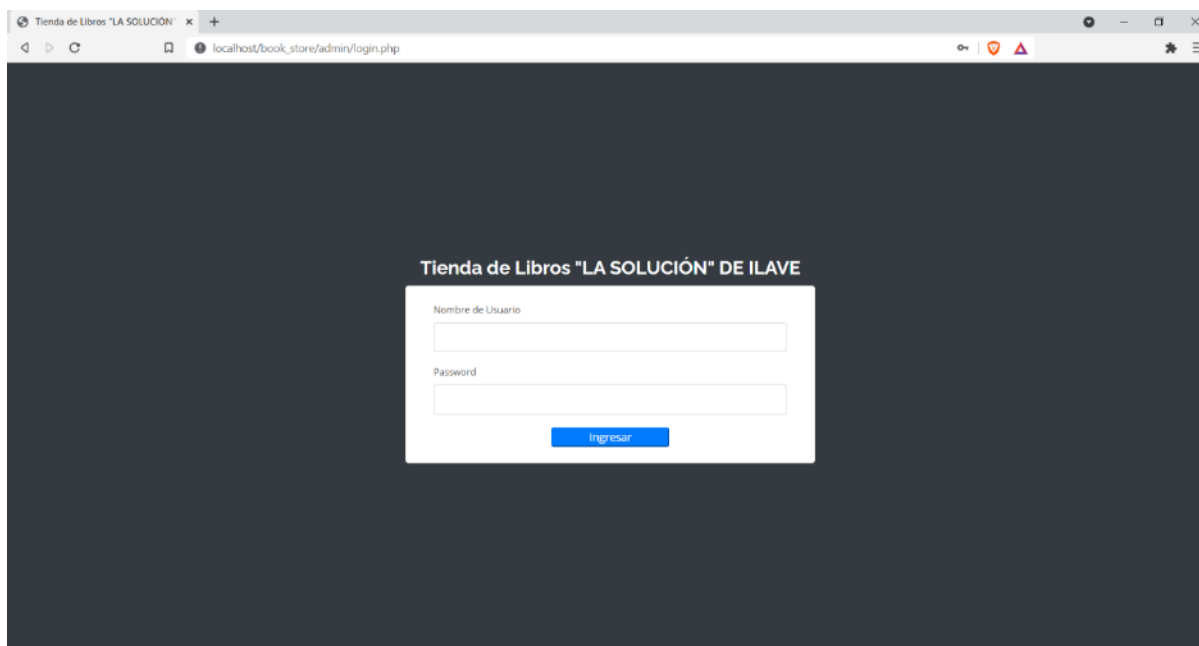 Tienda de Libros "LA SOLUCIÓN"
localhost/book_store/admin/login.php
Tienda de Libros "LA SOLUCIÓN" DE ILAVE
Nombre de Usuario
Password
Ingresar